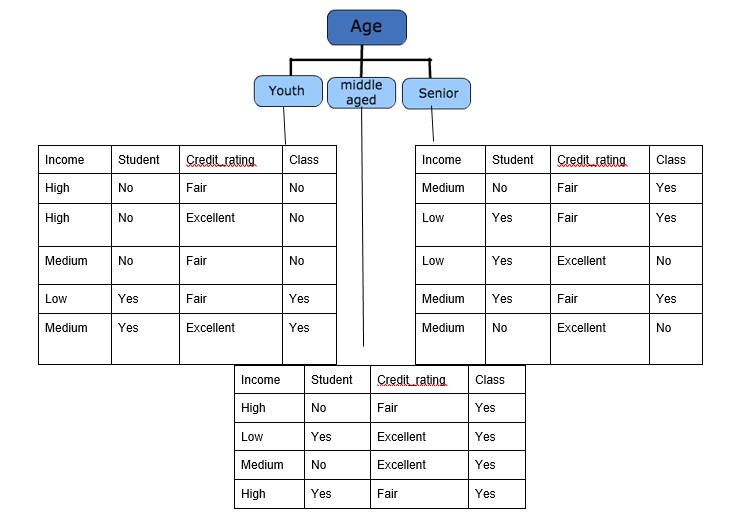 Age
Youth
middle
aged
Senior
Income Student Credit_rating Class
High No Fair No
High No Excellent No
Medium No Fair No
Low Yes Fair Yes
Medium Yes Excellent Yes
Income Student Credit_rating Class
Medium No Fair Yes
Low Yes Fair Yes
Low Yes Excellent No
Medium Yes Fair Yes
Medium No Excellent No
Income Student Credit_rating Class
High No Fair Yes
Low Yes Excellent Yes
Medium No Excellent Yes
High Yes Fair Yes